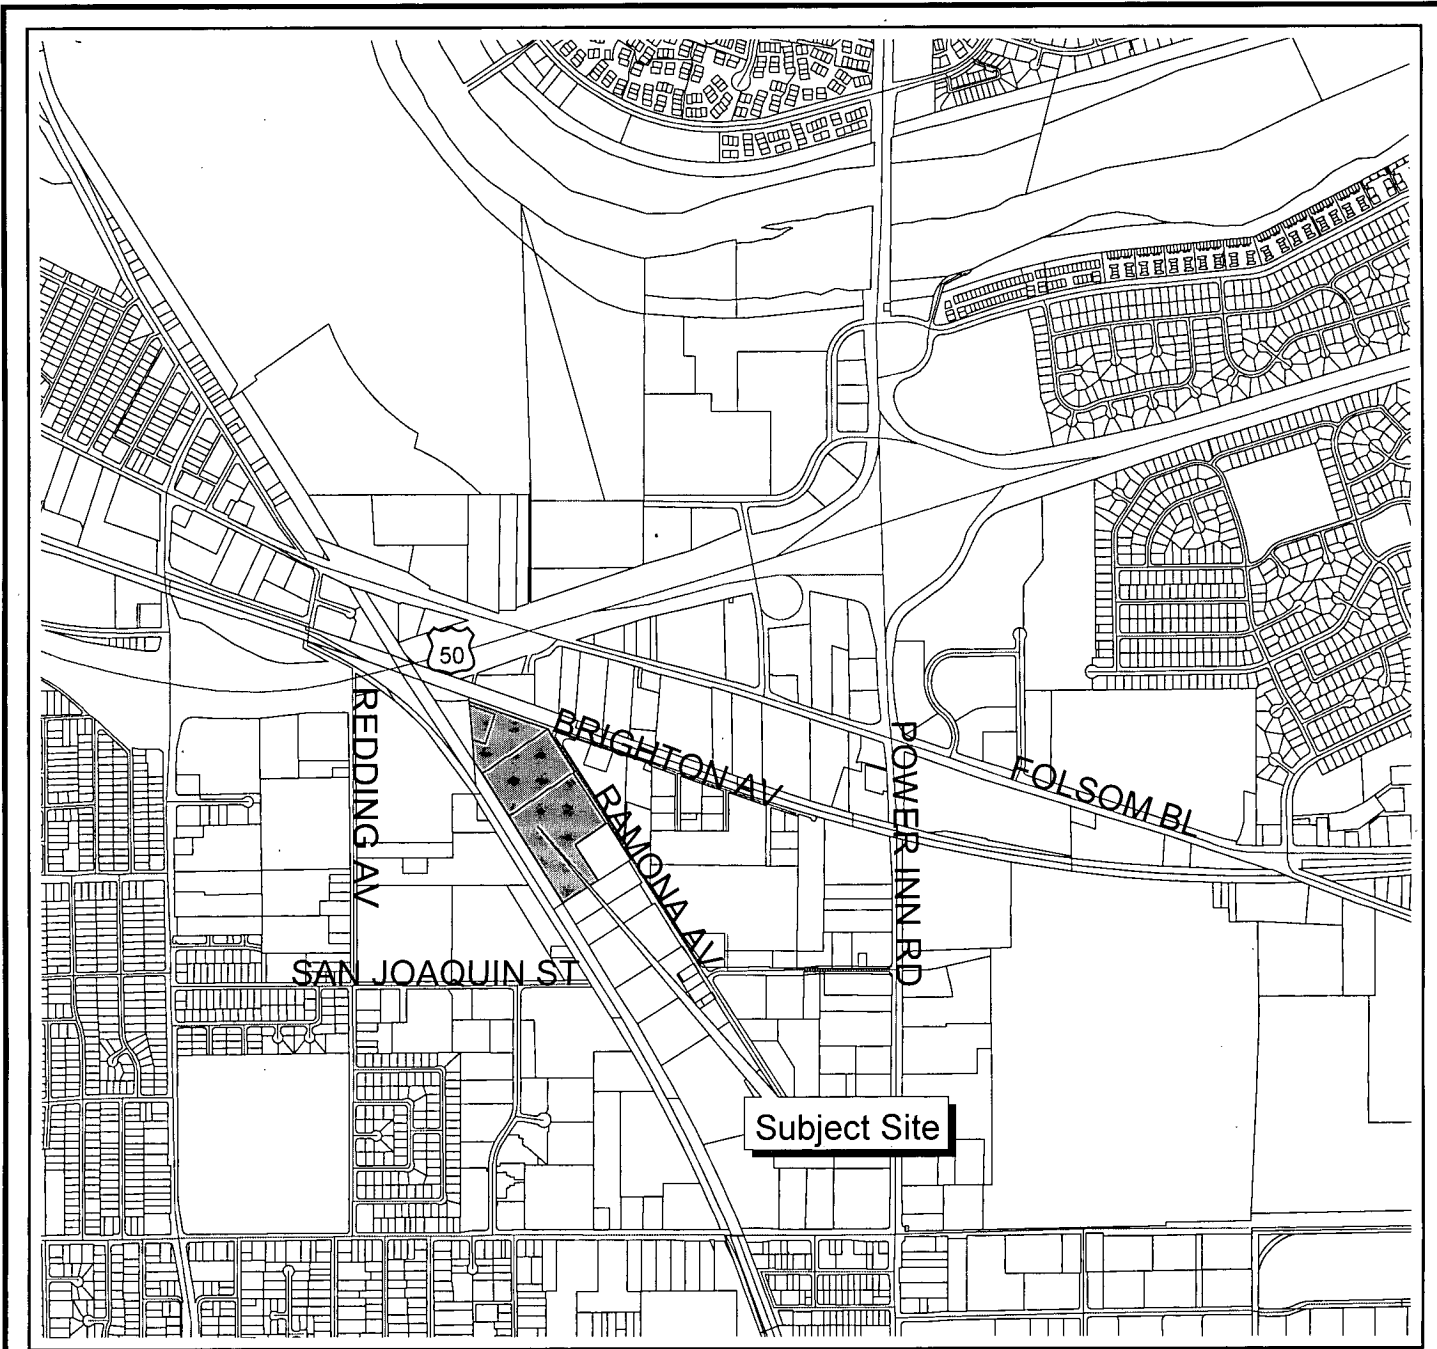 50
REDDING AV
BRIGHTON AV
RAMONA AV
POWER INN RD
FOLSOM BL
SAN JOAQUIN ST
Subject Site